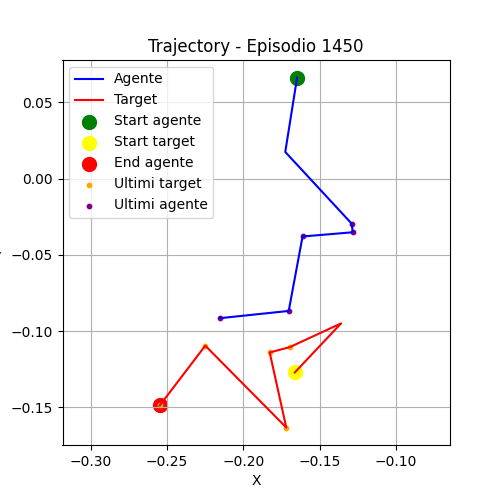 Trajectory - Episodio 1450
Agente
Target
Start agente
Start target
End agente
Ultimi target
Ultimi agente
0.05
0.00
−0.05
−0.10
−0.15
−0.30
−0.25
−0.20
−0.15
−0.10
X